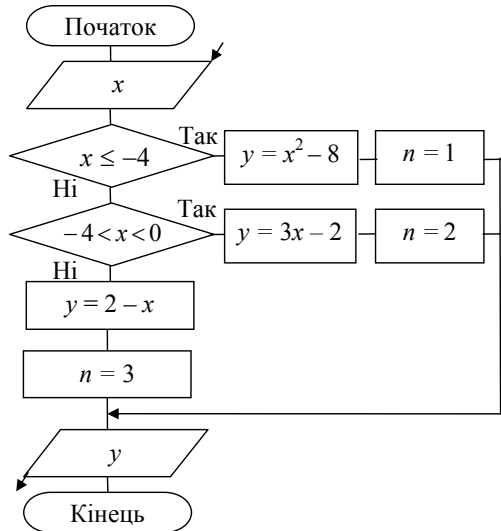 Початок
x
x ≤ −4
Так
y = x² – 8
n = 1
Ні
− 4 < x < 0
Так
y = 3x – 2
n = 2
Ні
y = 2 – x
n = 3
y
Кінець